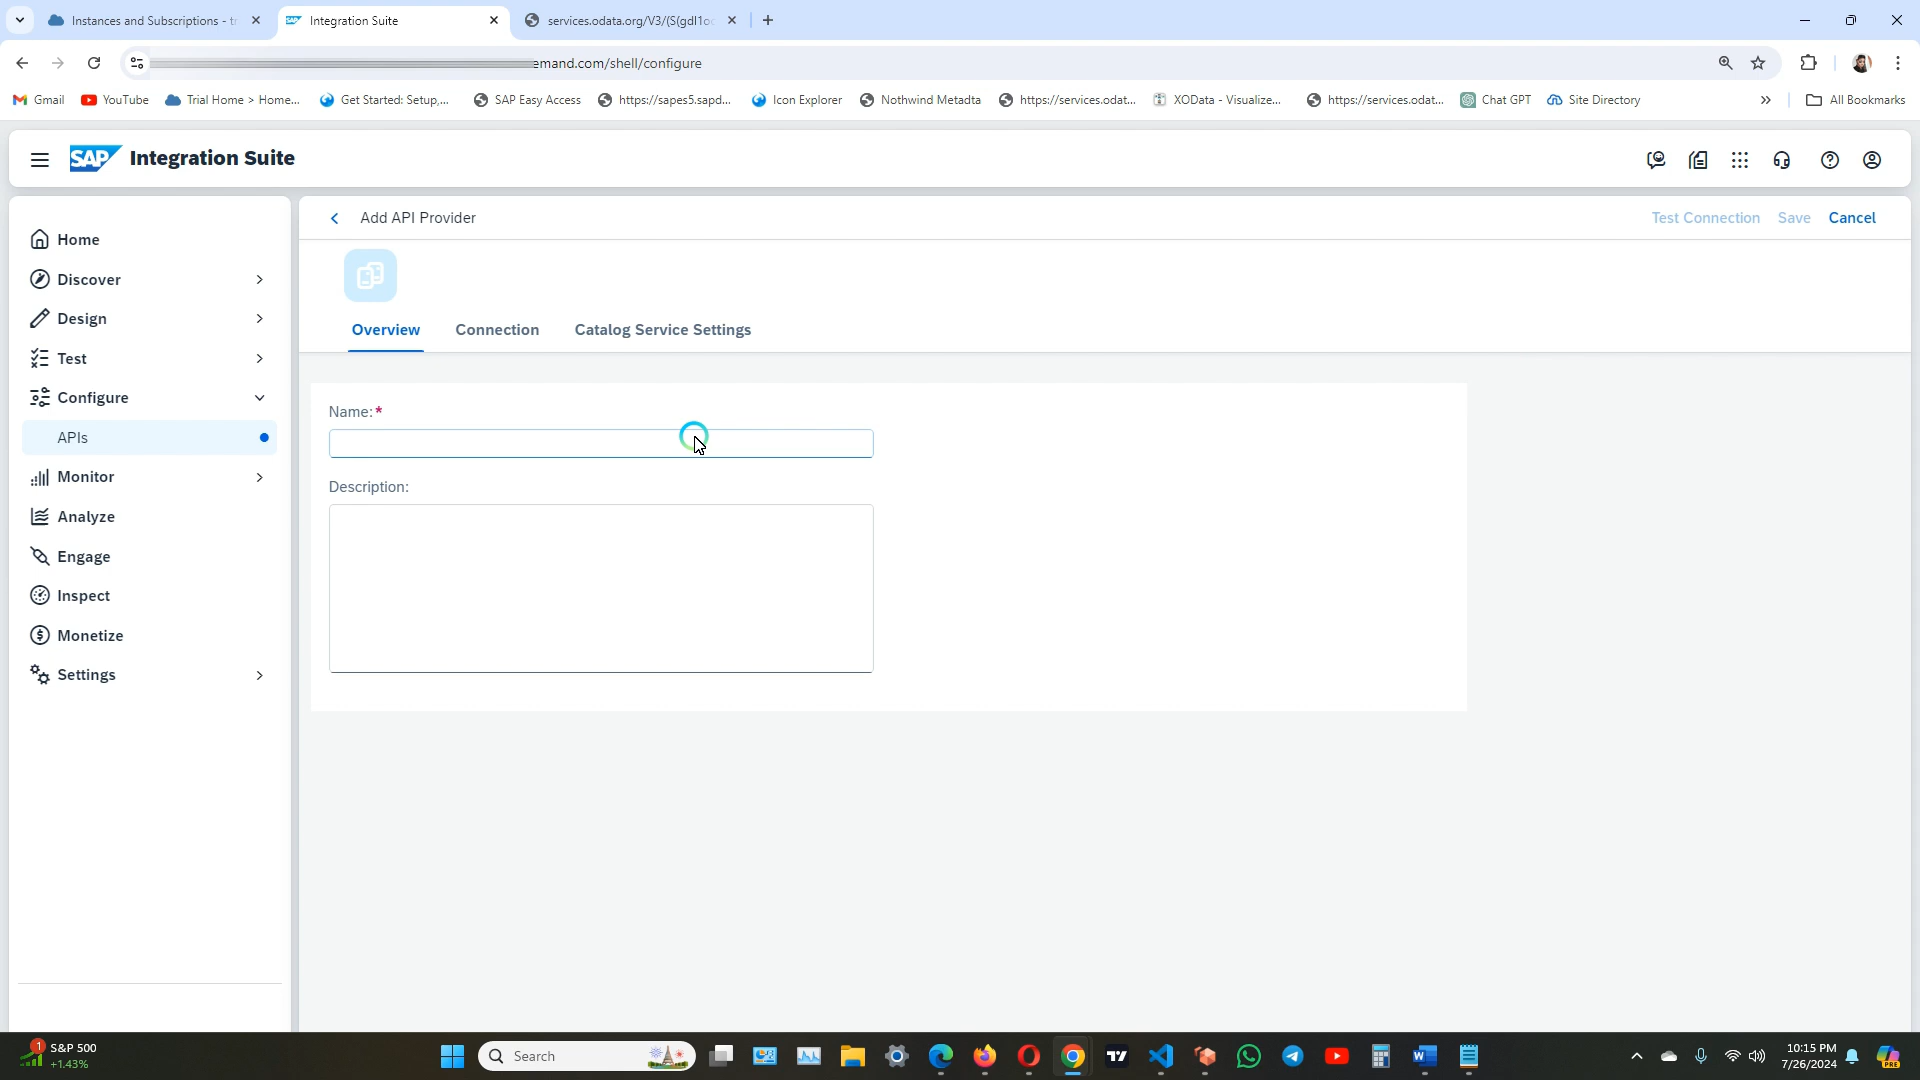 Instances and Subscriptions - tr
Integration Suite
services.odata.org/V3/(S(gdl1o
emand.com/shell/configure
Gmail
YouTube
Trial Home > Home...
Get Started: Setup,...
SAP Easy Access
https://sapes5.sapd...
Icon Explorer
Nothwind Metadta
https://services.odat...
XOData - Visualize...
https://services.odat...
Chat GPT
Site Directory
All Bookmarks
SAP Integration Suite
Home
Discover
Design
Test
Configure
APIs
Monitor
Analyze
Engage
Inspect
Monetize
Settings
Add API Provider
Test Connection
Save
Cancel
Overview
Connection
Catalog Service Settings
Name:*
Description:
1
S&P 500
+1.43%
Search
10:15 PM
7/26/2024
PRE